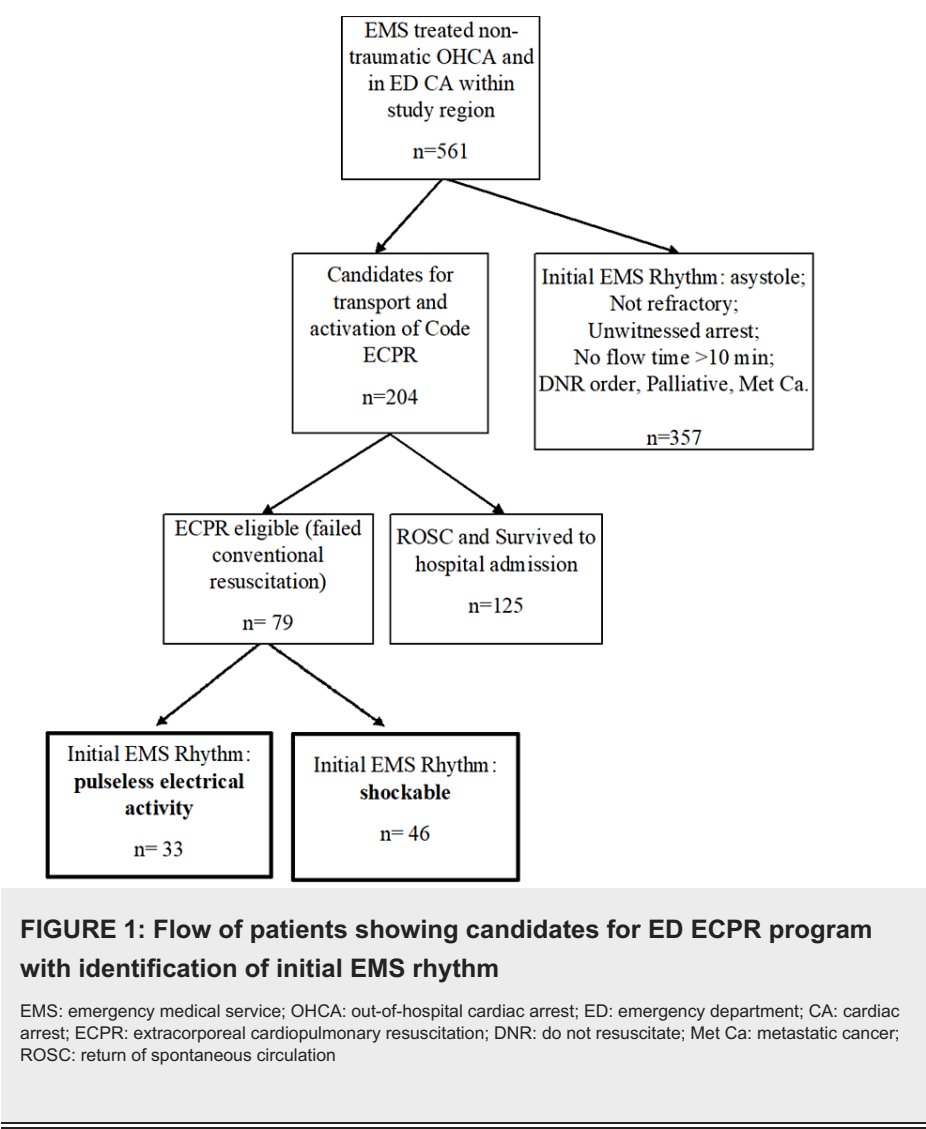 EMS treated non-
traumatic OHCA and
in ED CA within
study region
n=561
Candidates for
transport and
activation of Code
ECPR
n=204
Initial EMS Rhythm: asystole;
Not refractory;
Unwitnessed arrest;
No flow time >10 min;
DNR order, Palliative, Met Ca.
n=357
ECPR eligible (failed
conventional
resuscitation)
n= 79
ROSC and Survived to
hospital admission
n=125
Initial EMS Rhythm:
pulseless electrical
activity
n= 33
Initial EMS Rhythm:
shockable
n= 46
FIGURE 1: Flow of patients showing candidates for ED ECPR program
with identification of initial EMS rhythm
EMS: emergency medical service; OHCA: out-of-hospital cardiac arrest; ED: emergency department; CA: cardiac
arrest; ECPR: extracorporeal cardiopulmonary resuscitation; DNR: do not resuscitate; Met Ca: metastatic cancer;
ROSC: return of spontaneous circulation